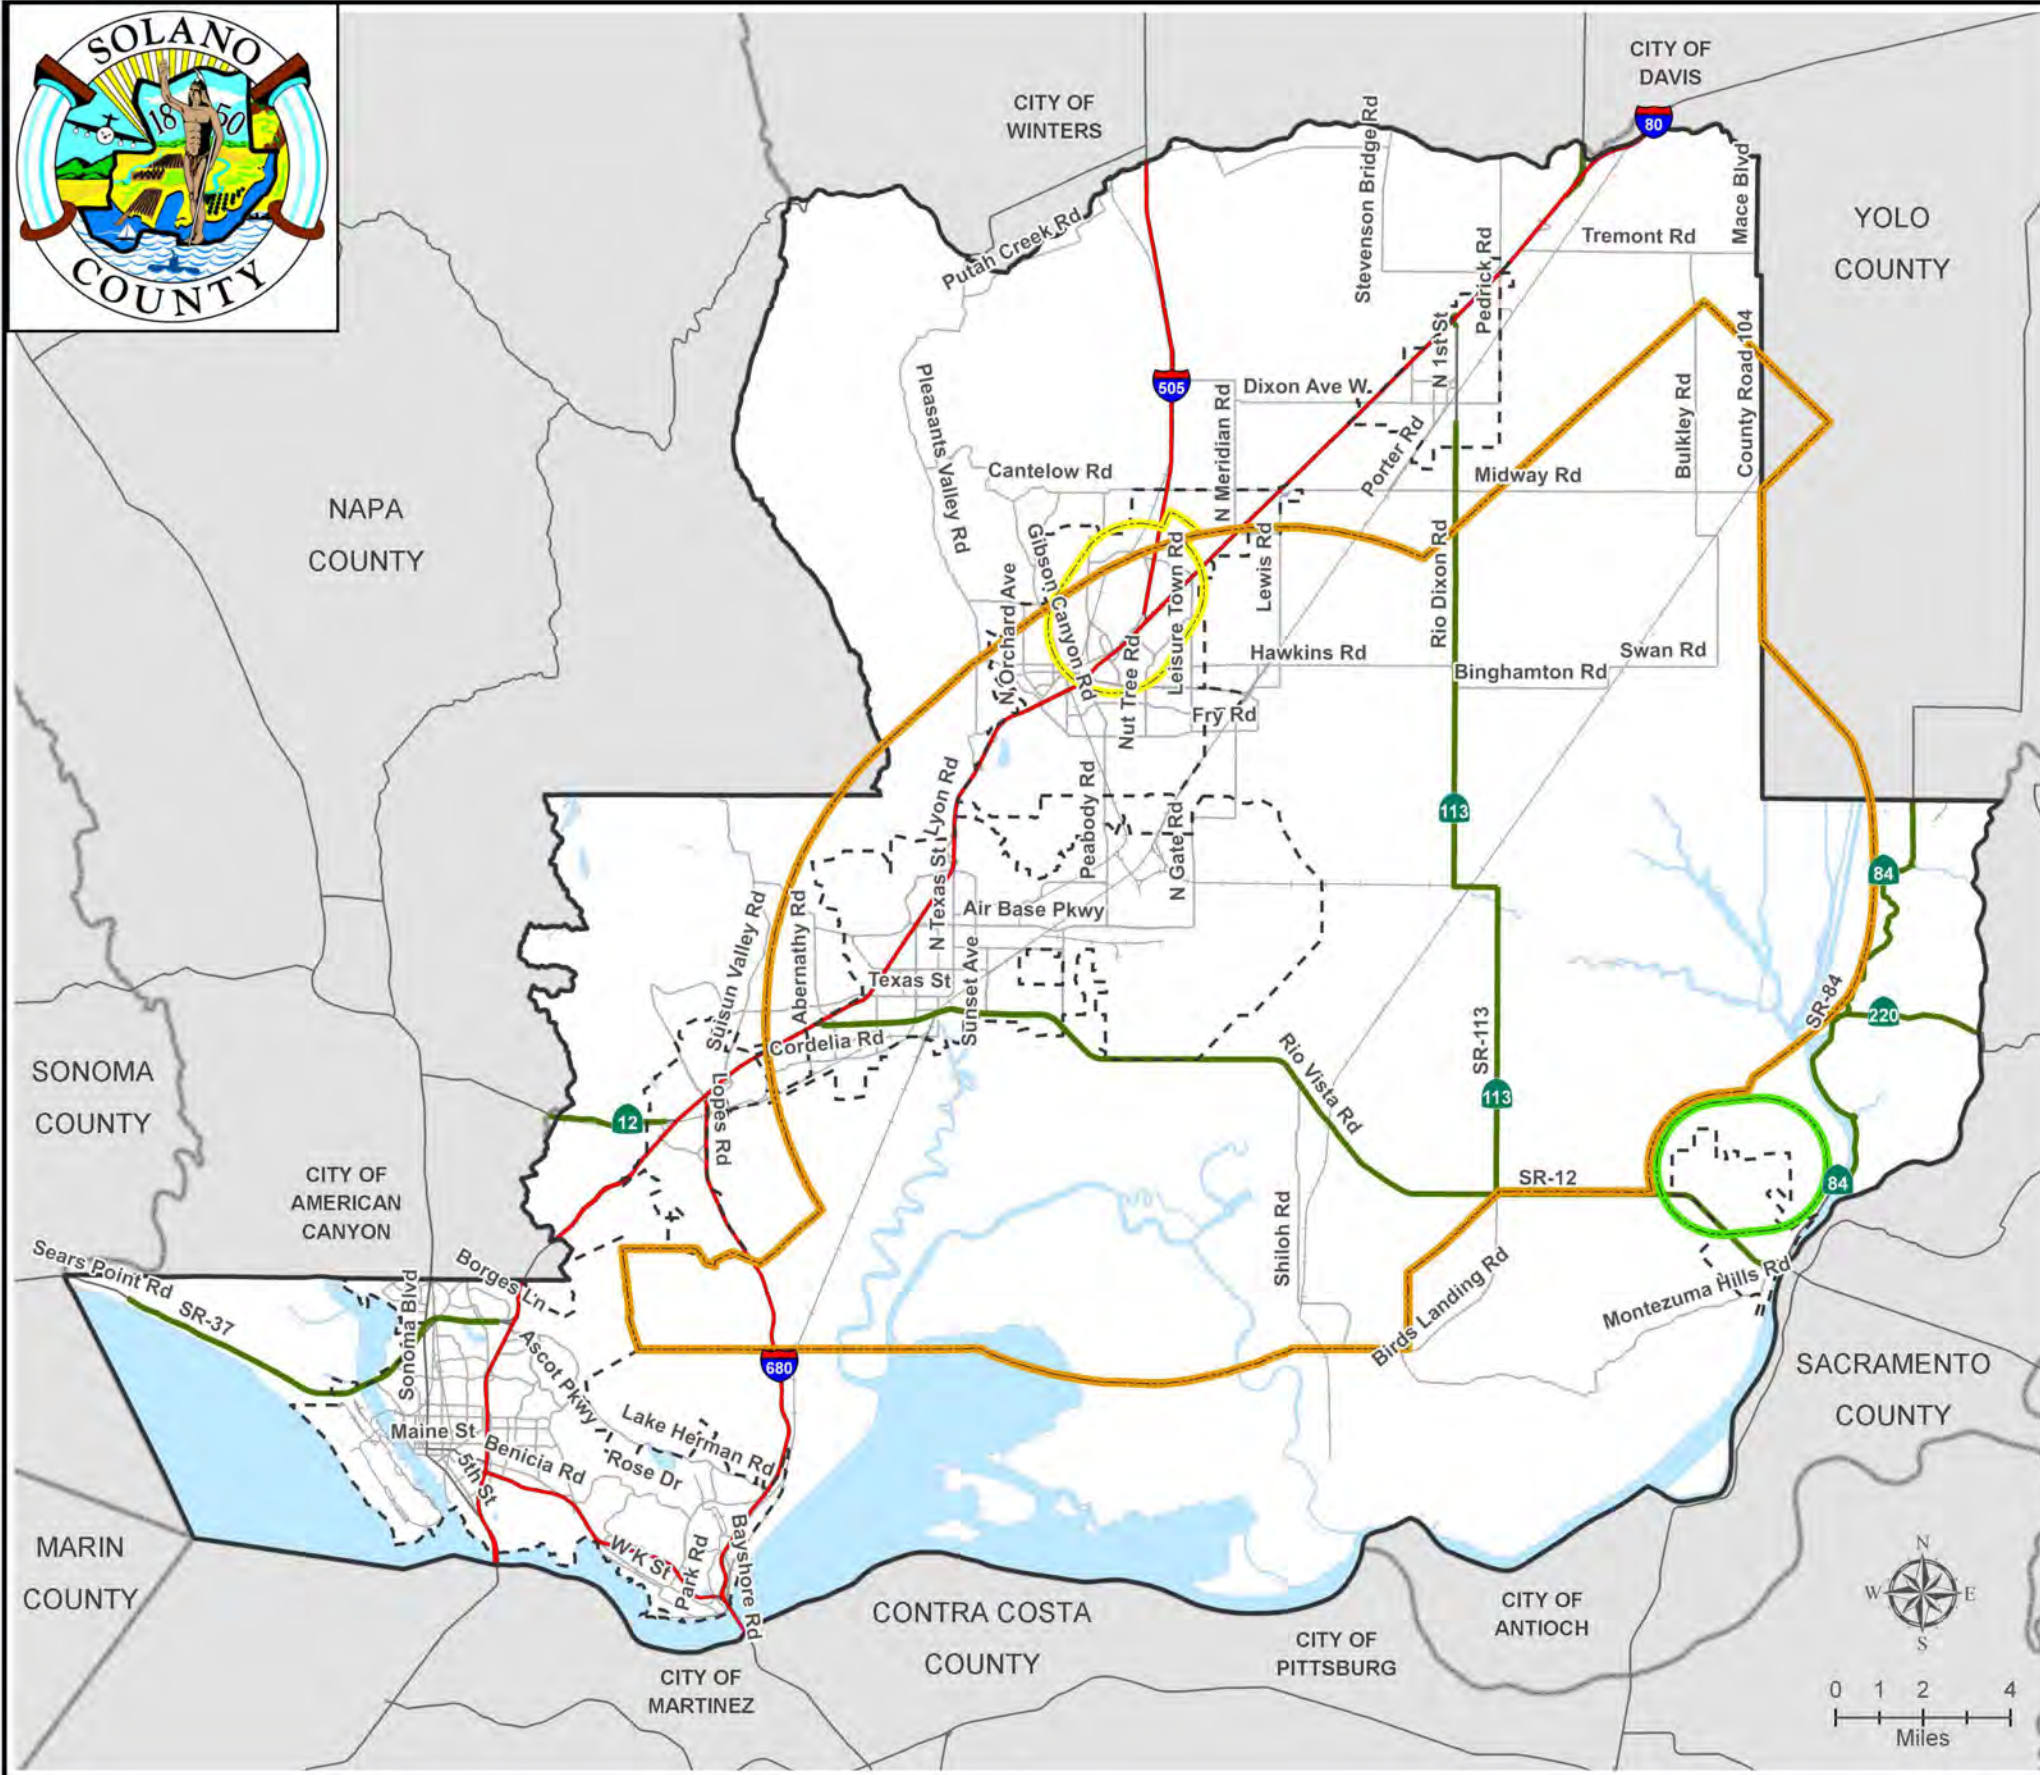 SOLANO
1850
COUNTY
CITY OF
DAVIS
80
CITY OF
WINTERS
Stevenson Bridge Rd
Mace Blvd
YOLO
COUNTY
Putah Creek Rd
Tremont Rd
Pedrick Rd
N 1st St
County Road 104
505
Dixon Ave W.
Pleasants Valley Rd
N Meridian Rd
Bulkley Rd
Porter Rd
Cantelow Rd
Midway Rd
NAPA
COUNTY
Gibson Canyon Rd
Leisure Town Rd
Lewis Rd
Rio Dixon Rd
N Orchard Ave
Hawkins Rd
Swan Rd
Binghamton Rd
Nut Tree Rd
Fry Rd
Lyon Rd
Peabody Rd
N Gate Rd
113
84
N Texas St
Air Base Pkwy
Suisun Valley Rd
Abernathy Rd
Texas St
Sunset Ave
SR-84
220
Cordelia Rd
Rio Vista Rd
SR-113
113
SONOMA
COUNTY
12
Lopes Rd
CITY OF
AMERICAN
CANYON
SR-12
84
Shiloh Rd
Sears Point Rd
SR-37
Borges Ln
Sonoma Blvd
Birds Landing Rd
Montezuma Hills Rd
Ascot Pkwy
680
SACRAMENTO
COUNTY
Maine St
Lake Herman Rd
Benicia Rd
Rose Dr
5th St
MARIN
COUNTY
W K St
Park Rd
Bayshore Rd
CONTRA COSTA
COUNTY
CITY OF
MARTINEZ
CITY OF
PITTSBURG
CITY OF
ANTIOCH
N
W
E
S
0 1 2 4
Miles